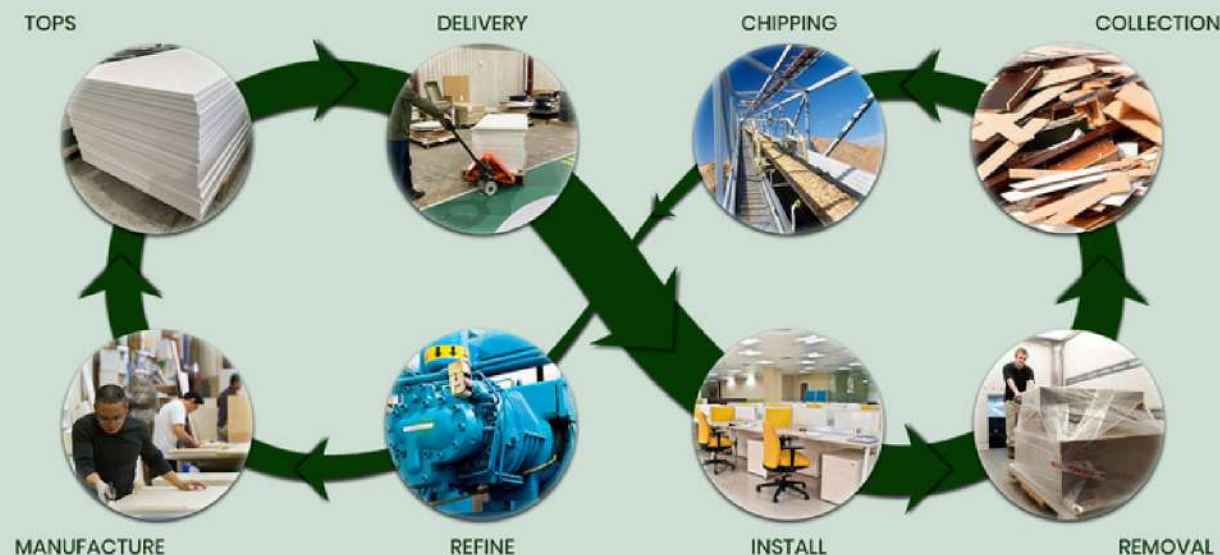 TOPS
DELIVERY
CHIPPING
COLLECTION
MANUFACTURE
REFINE
INSTALL
REMOVAL